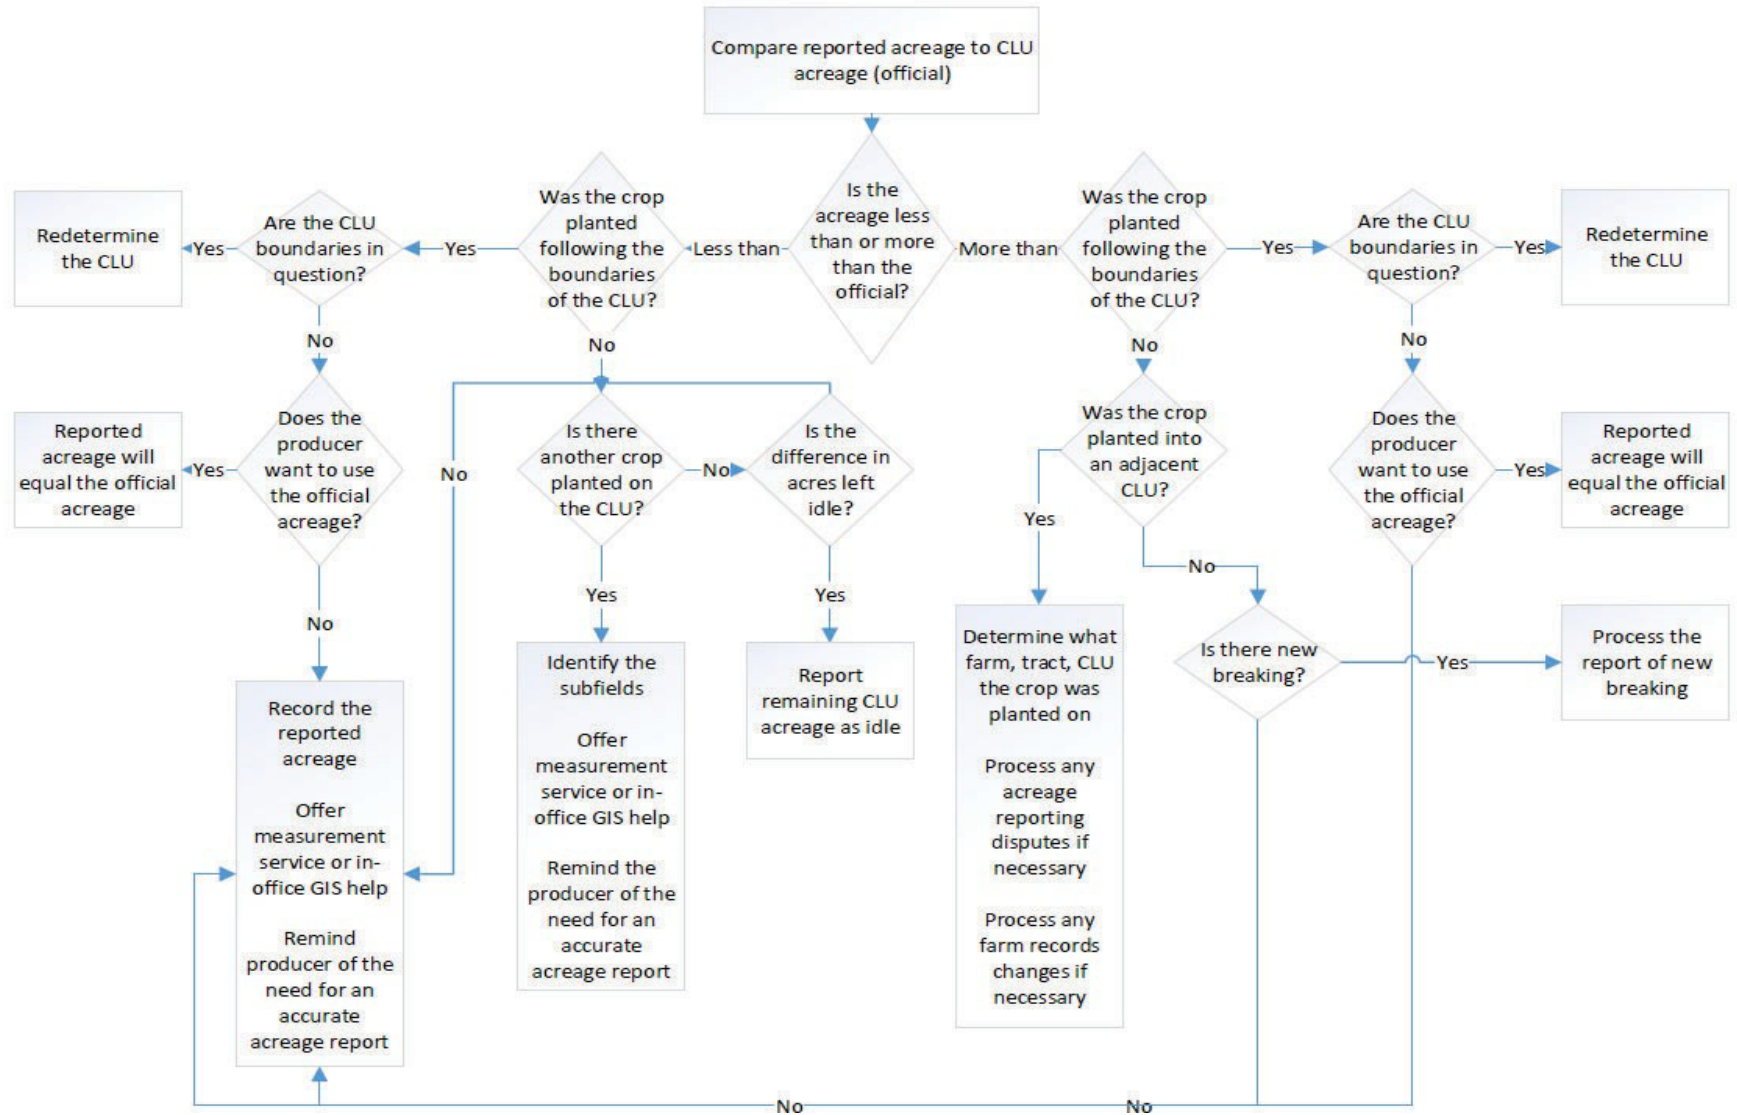 Compare reported acreage to CLU
acreage (official)
Is the
acreage less
than or more
than the
official?
Less than
More than
Was the crop
planted
following the
boundaries
of the CLU?
Yes
Are the CLU
boundaries in
question?
Yes
Redetermine
the CLU
No
Does the
producer
want to use
the official
acreage?
Yes
Reported
acreage will
equal the official
acreage
No
Record the
reported
acreage
Offer
measurement
service or in-
office GIS help
Remind
producer of the
need for an
accurate
acreage report
No
Is there
another crop
planted on
the CLU?
No
Is the
difference in
acres left
idle?
No
Yes
Identify the
subfields
Offer
measurement
service or in-
office GIS help
Remind the
producer of the
need for an
accurate
acreage report
Yes
Report
remaining CLU
acreage as idle
Was the crop
planted
following the
boundaries
of the CLU?
Yes
Are the CLU
boundaries in
question?
Yes
Redetermine
the CLU
No
Was the crop
planted into
an adjacent
CLU?
Yes
Determine what
farm, tract, CLU
the crop was
planted on
Process any
acreage
reporting
disputes if
necessary
Process any
farm records
changes if
necessary
No
Is there new
breaking?
Yes
Process the
report of new
breaking
No
Does the
producer
want to use
the official
acreage?
Yes
Reported
acreage will
equal the official
acreage
No
No